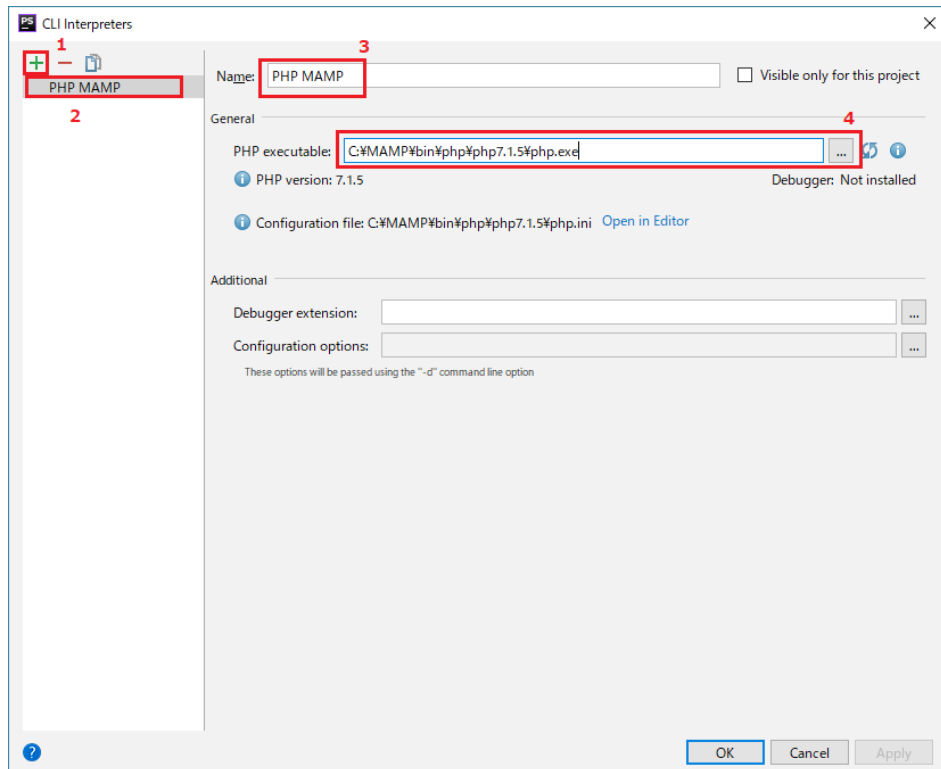 PS CLI Interpreters
1
3
PHP MAMP
2
Name: PHP MAMP
Visible only for this project
General
4
PHP executable: C:¥MAMP¥bin¥php¥php7.1.5¥php.exe ...
PHP version: 7.1.5
Debugger: Not installed
Configuration file: C:¥MAMP¥bin¥php¥php7.1.5¥php.ini Open in Editor
Additional
Debugger extension: ...
Configuration options: ...
These options will be passed using the "-d" command line option
OK Cancel Apply